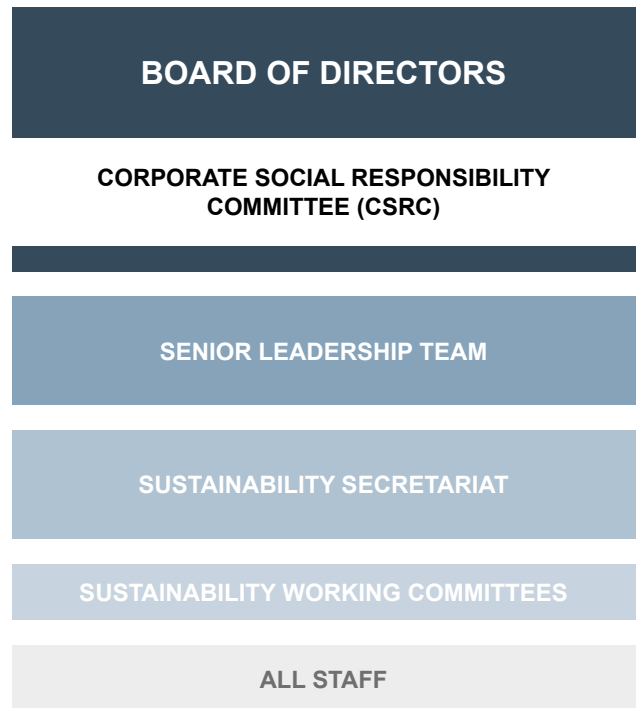 BOARD OF DIRECTORS
CORPORATE SOCIAL RESPONSIBILITY
COMMITTEE (CSRC)
SENIOR LEADERSHIP TEAM
SUSTAINABILITY SECRETARIAT
SUSTAINABILITY WORKING COMMITTEES
ALL STAFF